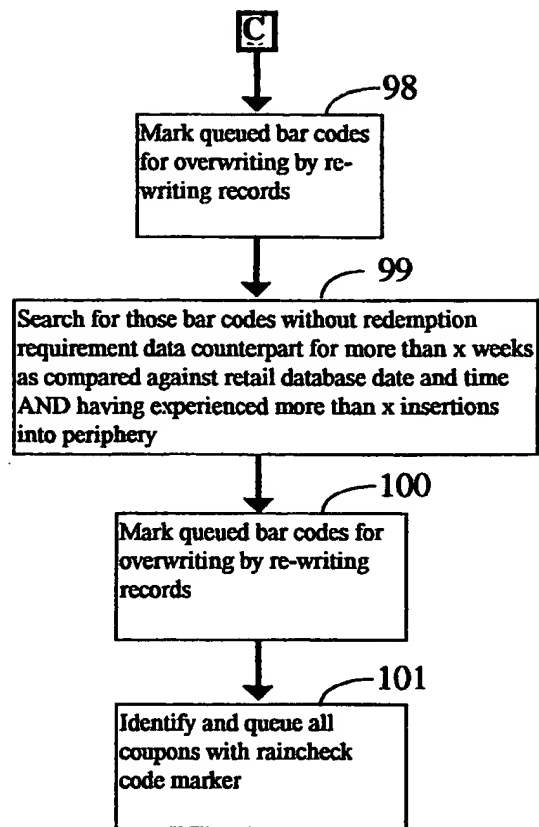 C
98
Mark queued bar codes
for overwriting by re-
writing records
99
Search for those bar codes without redemption
requirement data counterpart for more than x weeks
as compared against retail database date and time
AND having experienced more than x insertions
into periphery
100
Mark queued bar codes for
overwriting by re-writing
records
101
Identify and queue all
coupons with raincheck
code marker